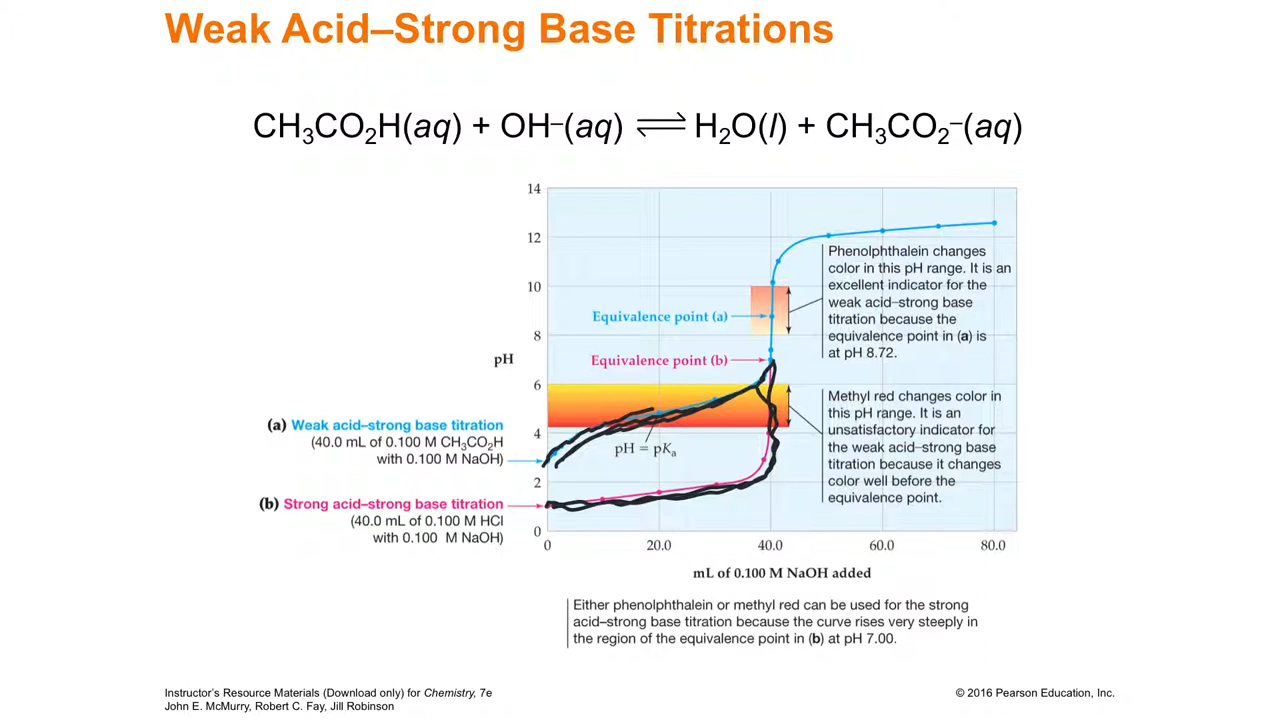 Weak Acid–Strong Base Titrations
CH₃CO₂H(aq) + OH⁻(aq) ⇌ H₂O(l) + CH₃CO₂⁻(aq)
14
12
10
8
6
4
2
0
pH
Phenolphthalein changes
color in this pH range. It is an
excellent indicator for the
weak acid–strong base
titration because the
equivalence point in (a) is
at pH 8.72.
Equivalence point (a)
Equivalence point (b)
Methyl red changes color in
this pH range. It is an
unsatisfactory indicator for
the weak acid–strong base
titration because it changes
color well before the
equivalence point.
(a) Weak acid–strong base titration
(40.0 mL of 0.100 M CH₃CO₂H
with 0.100 M NaOH)
pH = pKₐ
(b) Strong acid–strong base titration
(40.0 mL of 0.100 M HCl
with 0.100 M NaOH)
0 20.0 40.0 60.0 80.0
mL of 0.100 M NaOH added
Either phenolphthalein or methyl red can be used for the strong
acid–strong base titration because the curve rises very steeply in
the region of the equivalence point in (b) at pH 7.00.
Instructor's Resource Materials (Download only) for Chemistry, 7e
John E. McMurry, Robert C. Fay, Jill Robinson
© 2016 Pearson Education, Inc.